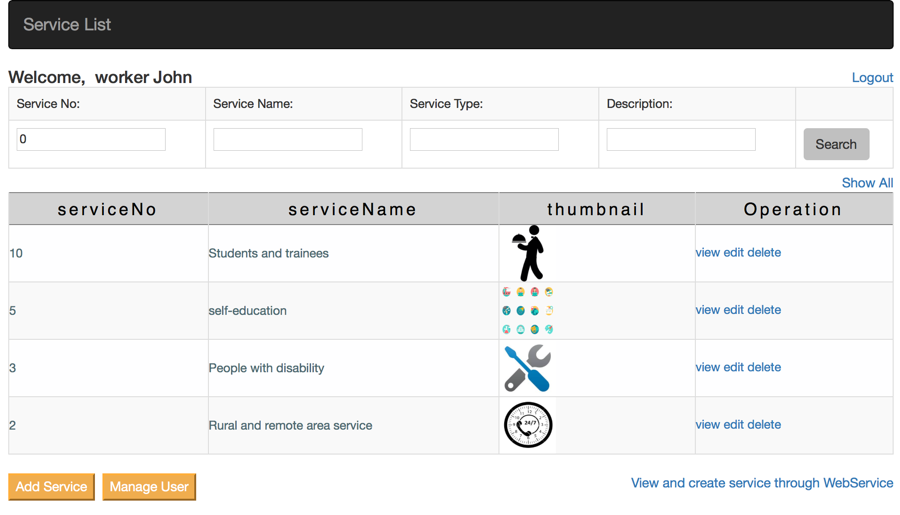 Service List
Welcome, worker John Logout
Service No: Service Name: Service Type: Description:
0 Search
Show All
serviceNo serviceName thumbnail Operation
10 Students and trainees view edit delete
5 self-education view edit delete
3 People with disability view edit delete
2 Rural and remote area service 24/7 view edit delete
Add Service Manage User View and create service through WebService